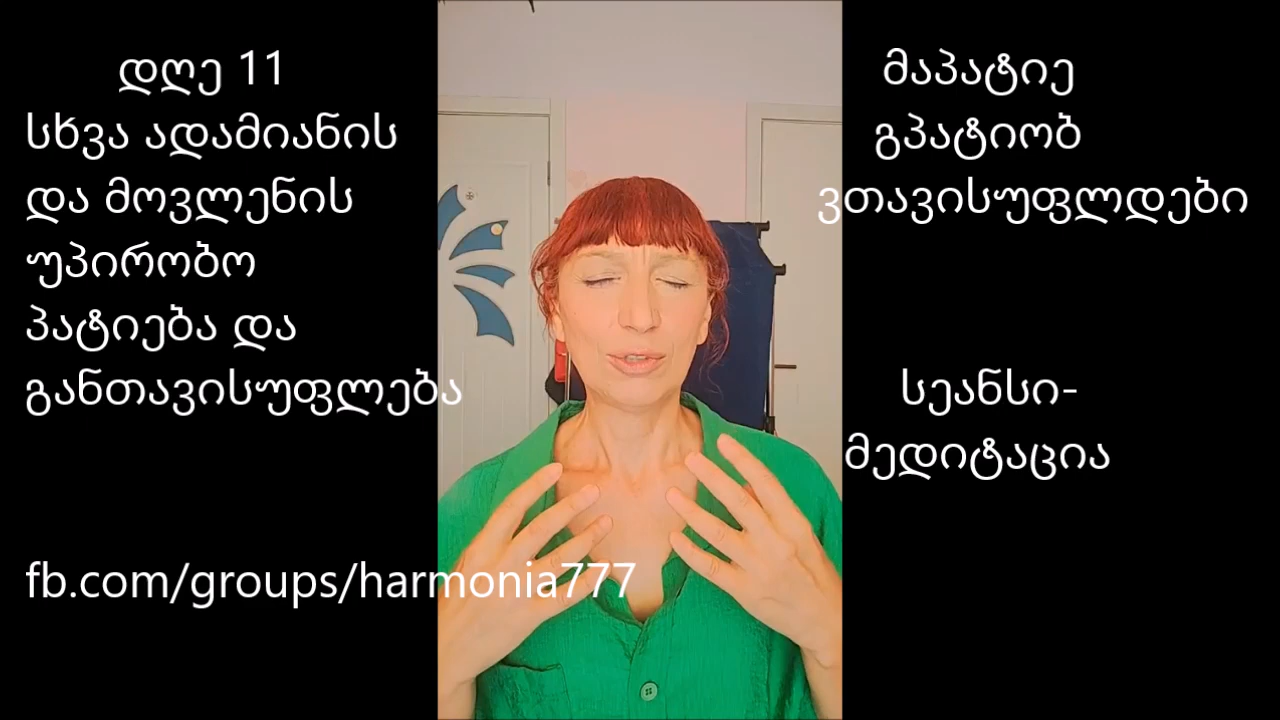 დღე 11
სხვა ადამიანის
და მოვლენის
უპირობო
პატიება და
განთავისუფლება
fb.com/groups/harmonia777
მაპატიე
გპატიობ
ვთავისუფლდები
სეანსი-
მედიტაცია